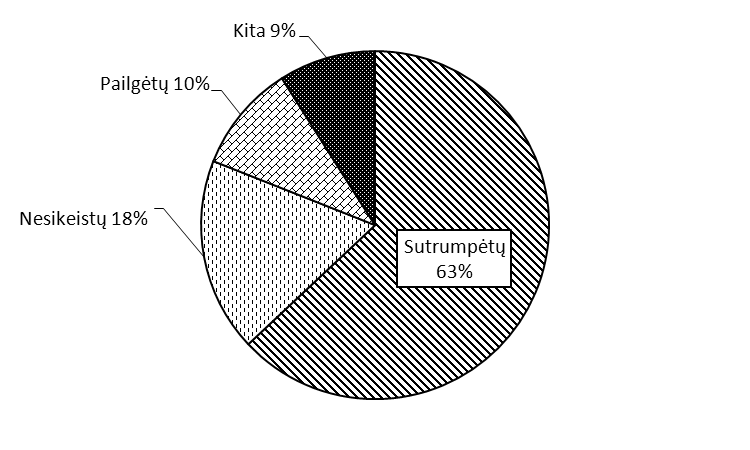 Kita 9%
Pailgėtų 10%
Nesikeistų 18%
Sutrumpėtų
63%